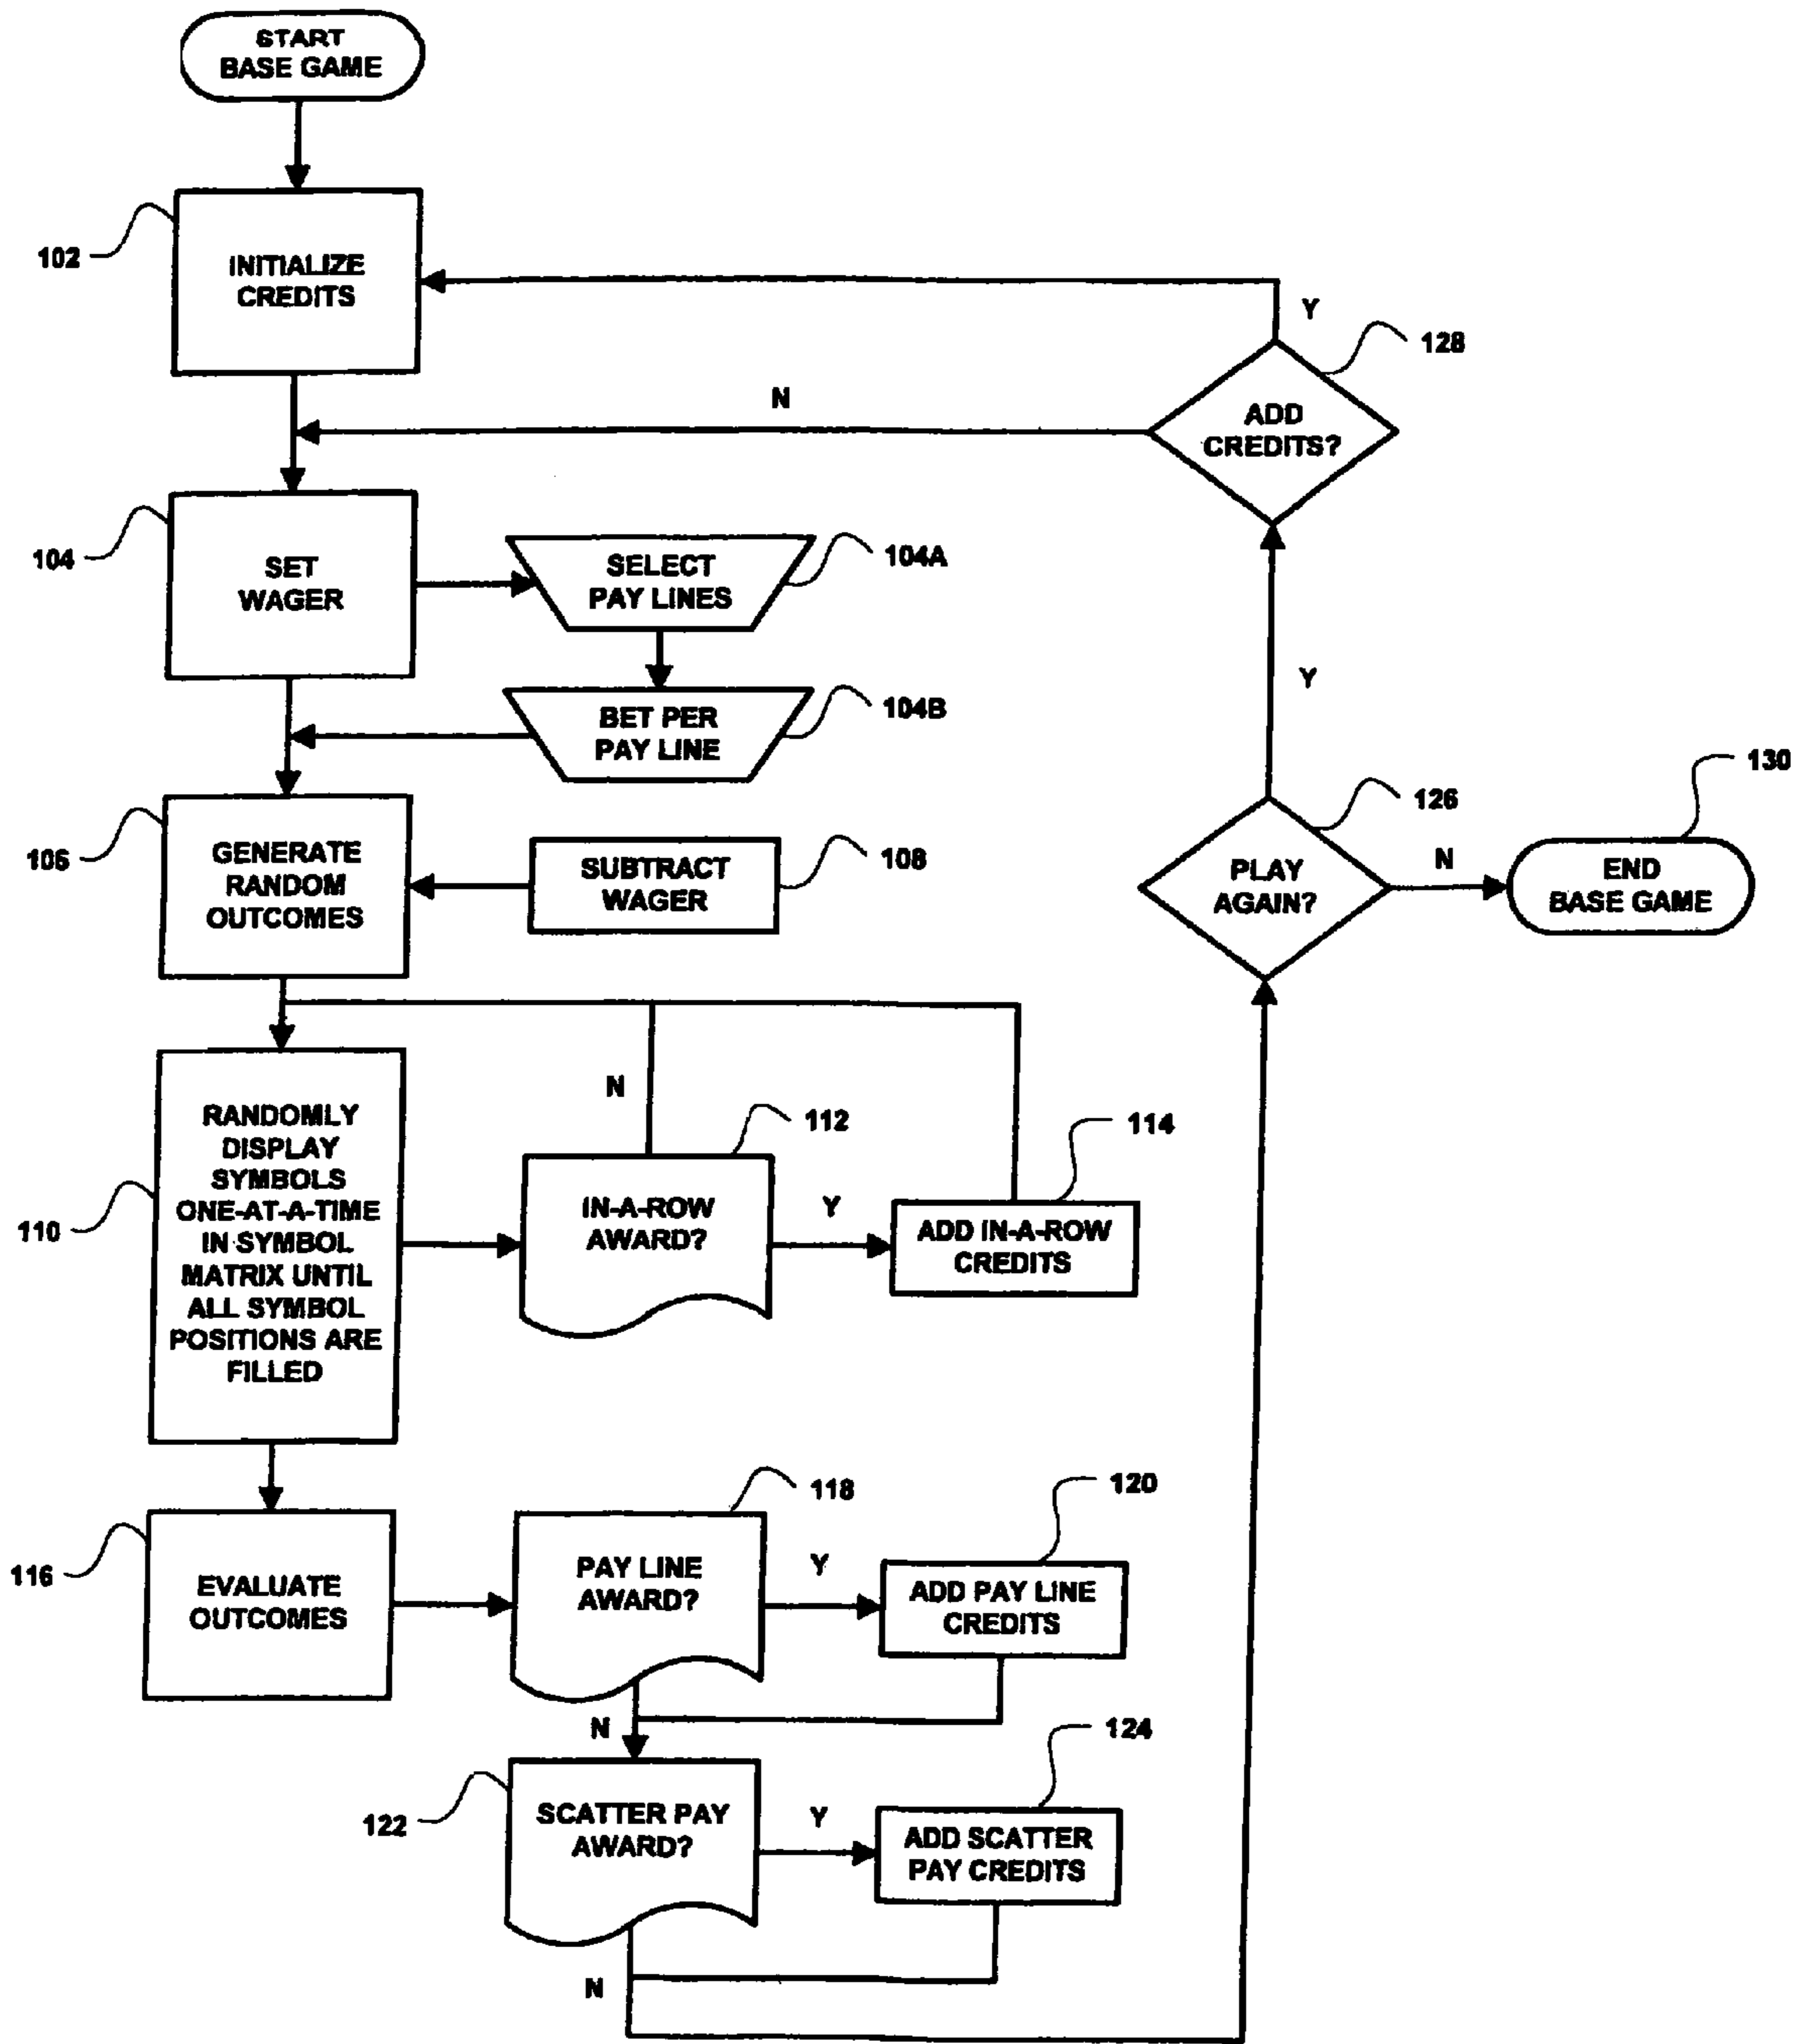 START
BASE GAME
102
INITIALIZE
CREDITS
Y
128
N
ADD
CREDITS?
104
SET
WAGER
SELECT
PAY LINES
104A
BET PER
PAY LINE
104B
Y
130
126
106
GENERATE
RANDOM
OUTCOMES
SUBTRACT
WAGER
108
PLAY
AGAIN?
N
END
BASE GAME
N
110
RANDOMLY
DISPLAY
SYMBOLS
ONE-AT-A-TIME
IN SYMBOL
MATRIX UNTIL
ALL SYMBOL
POSITIONS ARE
FILLED
112
IN-A-ROW
AWARD?
Y
114
ADD IN-A-ROW
CREDITS
116
EVALUATE
OUTCOMES
118
PAY LINE
AWARD?
Y
120
ADD PAY LINE
CREDITS
N
122
SCATTER PAY
AWARD?
Y
124
ADD SCATTER
PAY CREDITS
N